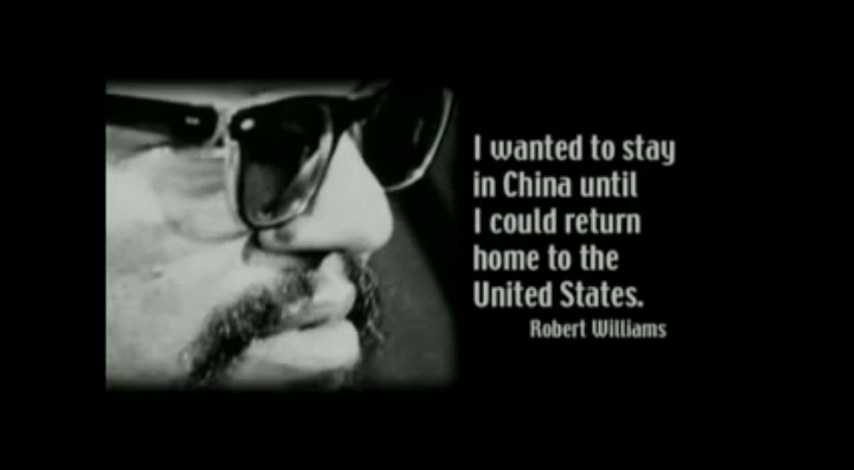 I wanted to stay
in China until
I could return
home to the
United States.
Robert Williams